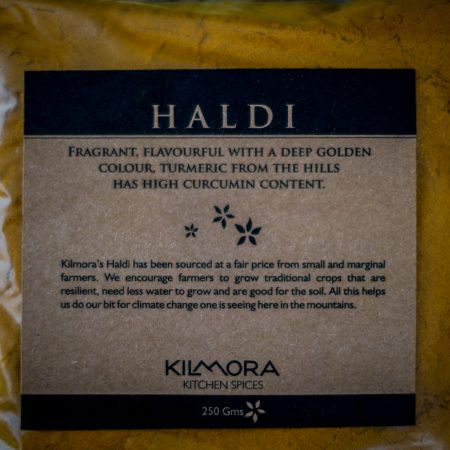 HALDI
FRAGRANT, FLAVOURFUL WITH A DEEP GOLDEN
COLOUR, TURMERIC FROM THE HILLS
HAS HIGH CURCUMIN CONTENT.
Kilmora's Haldi has been sourced at a fair price from small and marginal
farmers. We encourage farmers to grow traditional crops that are
resilient, need less water to grow and are good for the soil. All this helps
us do our bit for climate change one is seeing here in the mountains.
KILMORA
KITCHEN SPICES
250 Gms